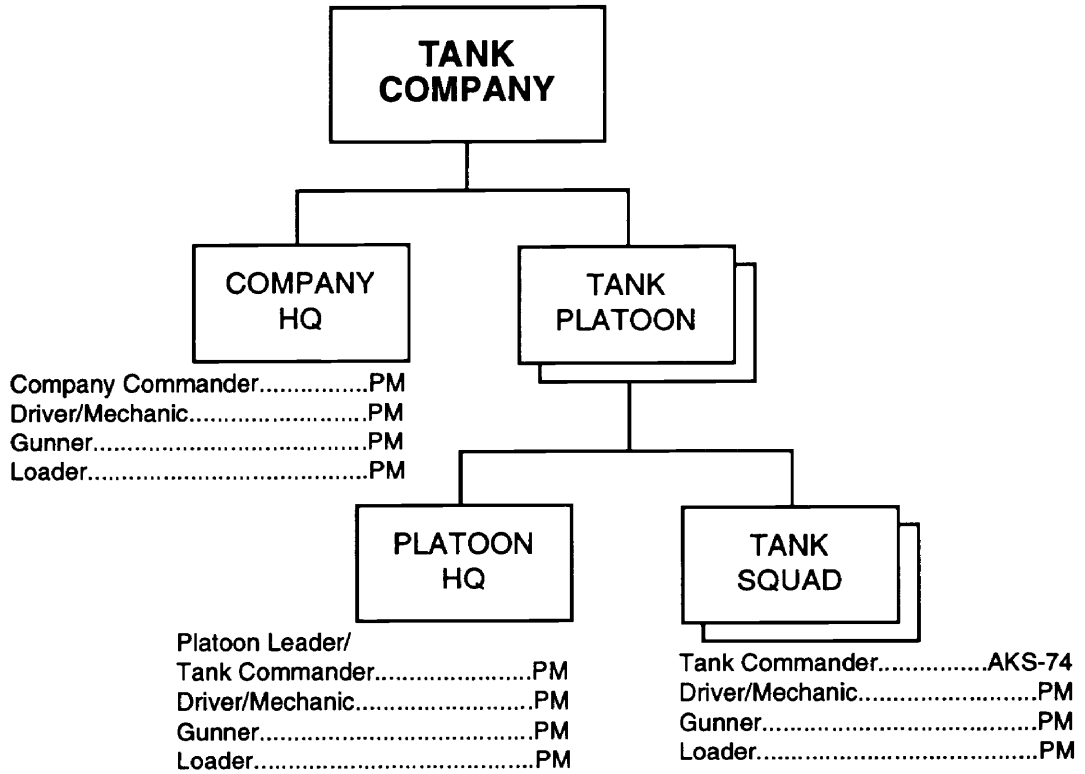 TANK
COMPANY
COMPANY
HQ
TANK
PLATOON
Company Commander................PM
Driver/Mechanic..........................PM
Gunner........................................PM
Loader.........................................PM
PLATOON
HQ
TANK
SQUAD
Platoon Leader/
Tank Commander.......................PM
Driver/Mechanic..........................PM
Gunner........................................PM
Loader.........................................PM
Tank Commander................AKS-74
Driver/Mechanic..........................PM
Gunner........................................PM
Loader.........................................PM